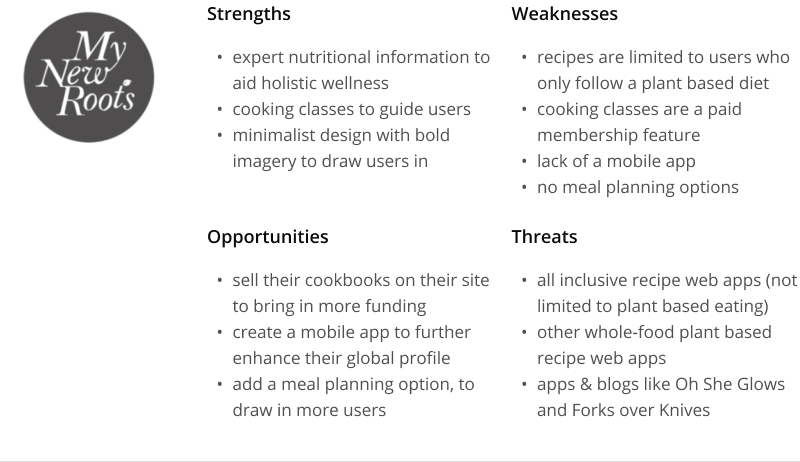 My
New
Roots
Strengths
• expert nutritional information to
aid holistic wellness
• cooking classes to guide users
• minimalist design with bold
imagery to draw users in
Weaknesses
• recipes are limited to users who
only follow a plant based diet
• cooking classes are a paid
membership feature
• lack of a mobile app
• no meal planning options
Opportunities
• sell their cookbooks on their site
to bring in more funding
• create a mobile app to further
enhance their global profile
• add a meal planning option, to
draw in more users
Threats
• all inclusive recipe web apps (not
limited to plant based eating)
• other whole-food plant based
recipe web apps
• apps & blogs like Oh She Glows
and Forks over Knives